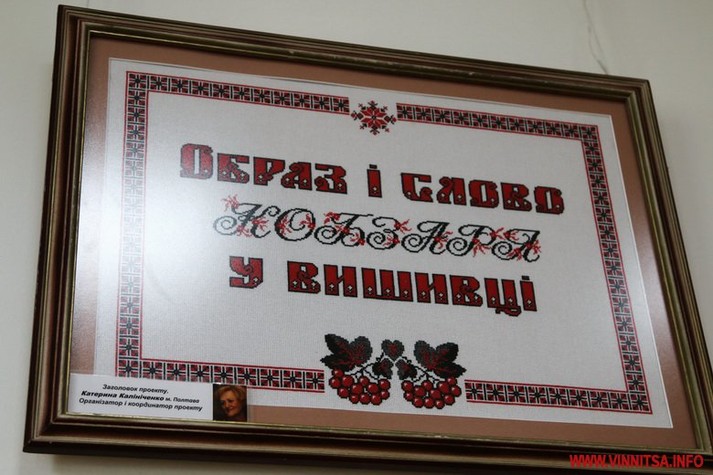 ОБРАЗ І СЛОВО
КОБЗАРЯ
У ВИШИВЦІ
Заголовок проекту.
Катерина Калініченко м. Полтава
Організатор і координатор проекту
WWW.VINNITSA.INFO